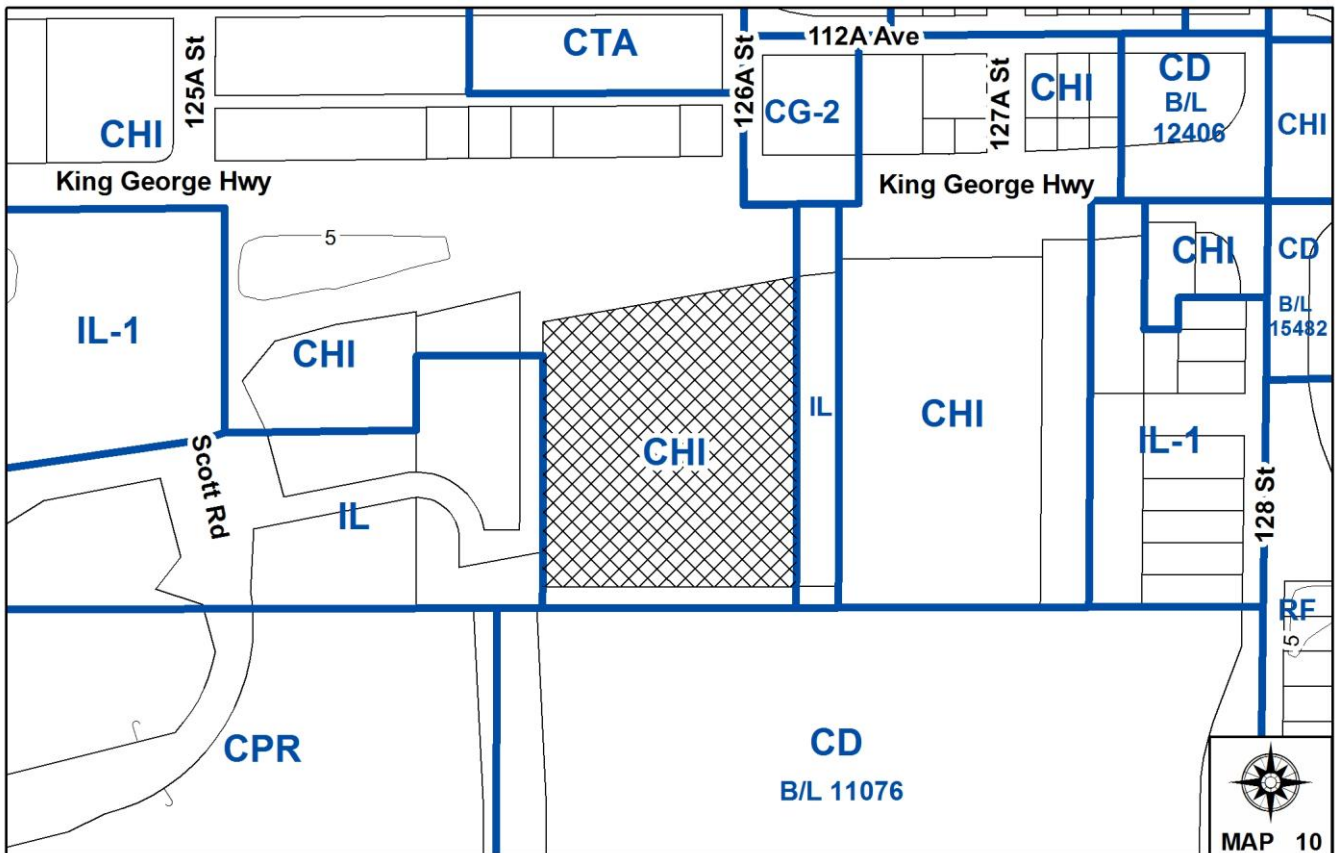 CTA
112A Ave
125A St
126A St
127A St
CHI
CG-2
CHI
CD
B/L
12406
CHI
King George Hwy
King George Hwy
5
IL-1
CHI
CHI
IL
CHI
CHI
CD
B/L
15482
IL-1
Scott Rd
IL
128 St
RF
5
CPR
CD
B/L 11076
MAP 10